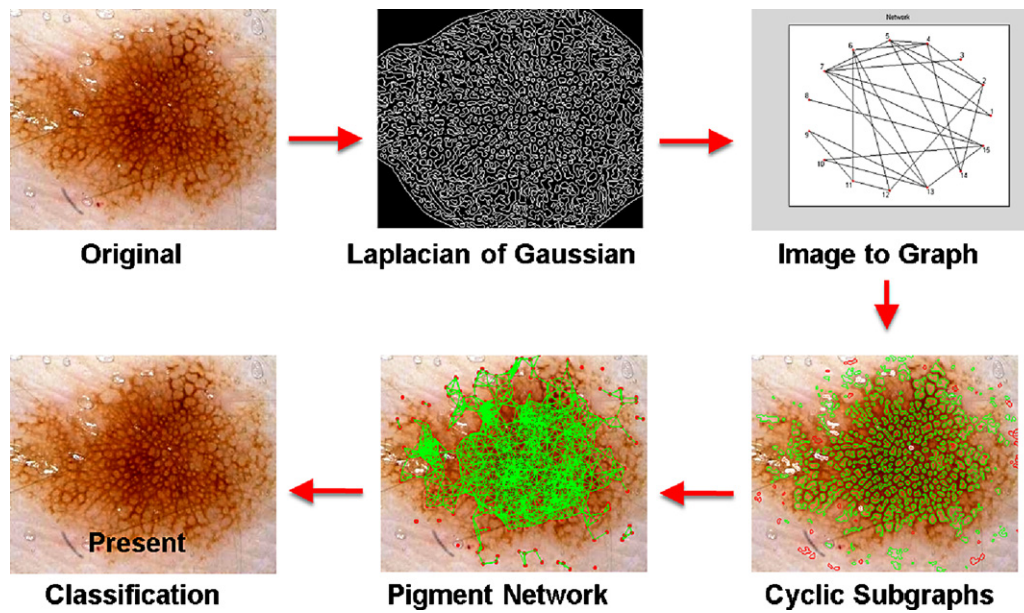 Network
5
4
6
3
7
2
8
1
9
15
10
14
11
13
12
Original
Laplacian of Gaussian
Image to Graph
Present
Classification
Pigment Network
Cyclic Subgraphs